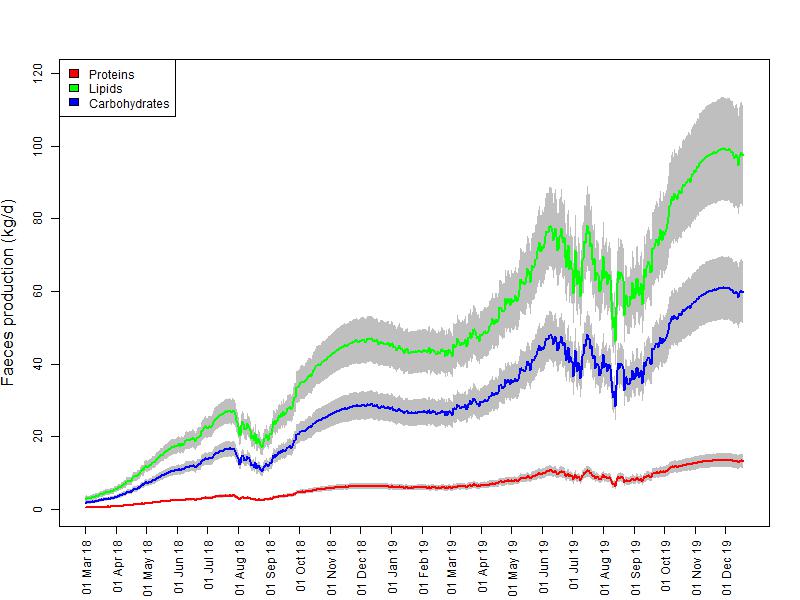 Proteins
Lipids
Carbohydrates
Faeces production (kg/d)
120
100
80
60
40
20
0
01 Mar 18
01 Apr 18
01 May 18
01 Jun 18
01 Jul 18
01 Aug 18
01 Sep 18
01 Oct 18
01 Nov 18
01 Dec 18
01 Jan 19
01 Feb 19
01 Mar 19
01 Apr 19
01 May 19
01 Jun 19
01 Jul 19
01 Aug 19
01 Sep 19
01 Oct 19
01 Nov 19
01 Dec 19